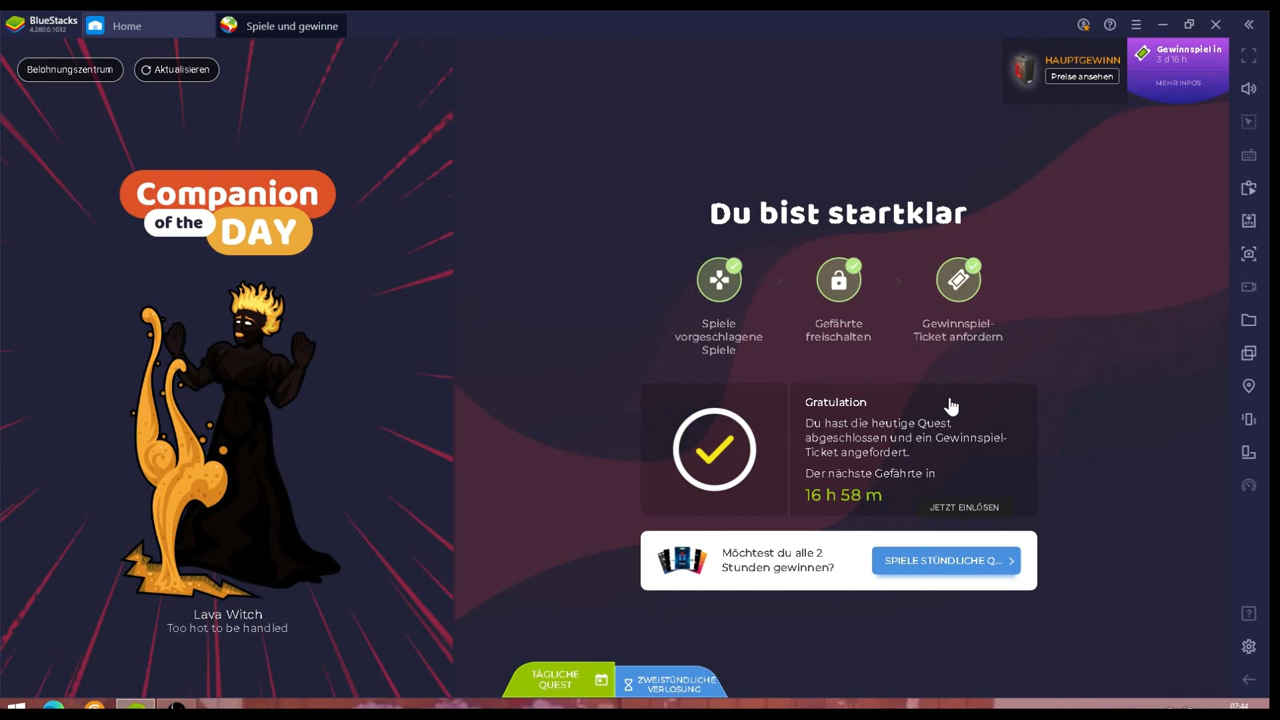 BlueStacks
4.280.0.1032
Home
Spiele und gewinne
Belohnungszentrum
Aktualisieren
HAUPTGEWINN
Preise ansehen
Gewinnspiel in
3 d 16 h
MEHR INFOS
Companion
of the
DAY
Lava Witch
Too hot to be handled
Du bist startklar
Spiele
vorgeschlagene
Spiele
Gefährte
freischalten
Gewinnspiel-
Ticket anfordern
Gratulation
Du hast die heutige Quest
abgeschlossen und ein Gewinnspiel-
Ticket angefordert.
Der nächste Gefährte in
16 h 58 m
JETZT EINLÖSEN
Möchtest du alle 2
Stunden gewinnen?
SPIELE STÜNDLICHE Q...
TÄGLICHE
QUEST
ZWEISTÜNDLICHE
VERLOSUNG
07:44